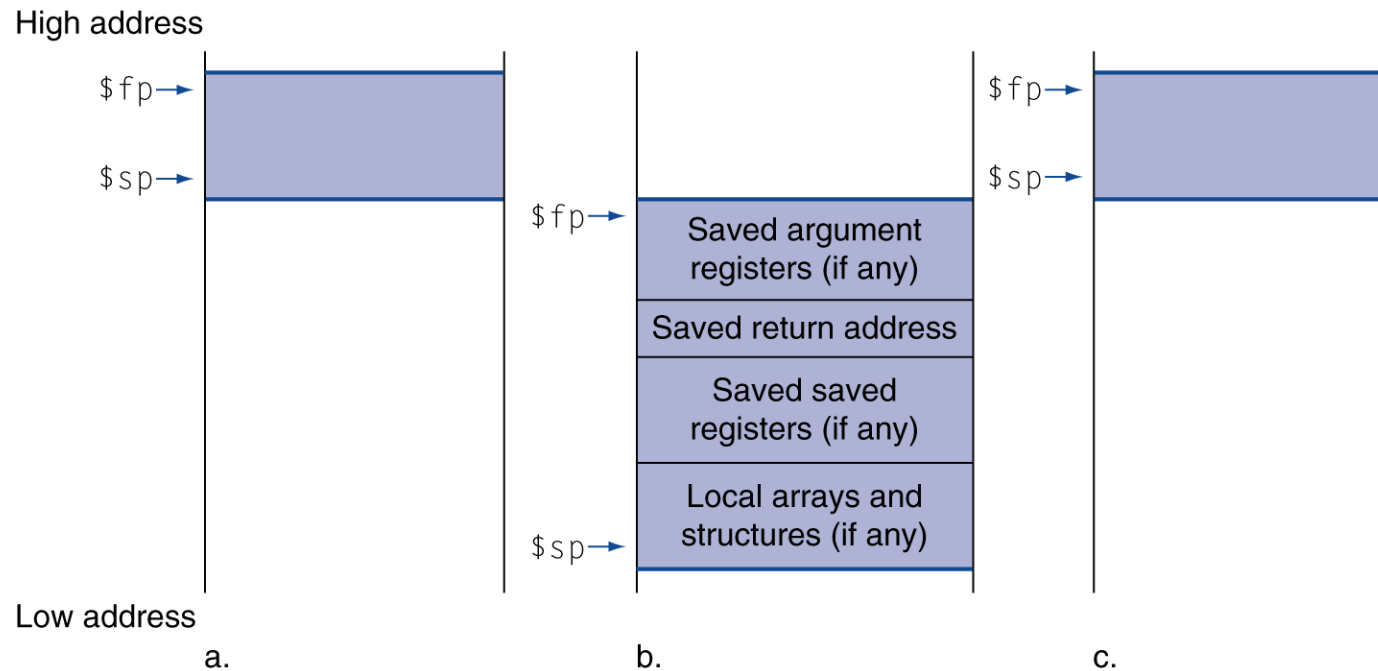 High address
$fp
$sp
$fp
Saved argument
registers (if any)
Saved return address
Saved saved
registers (if any)
Local arrays and
structures (if any)
$sp
$fp
$sp
Low address
a.
b.
c.